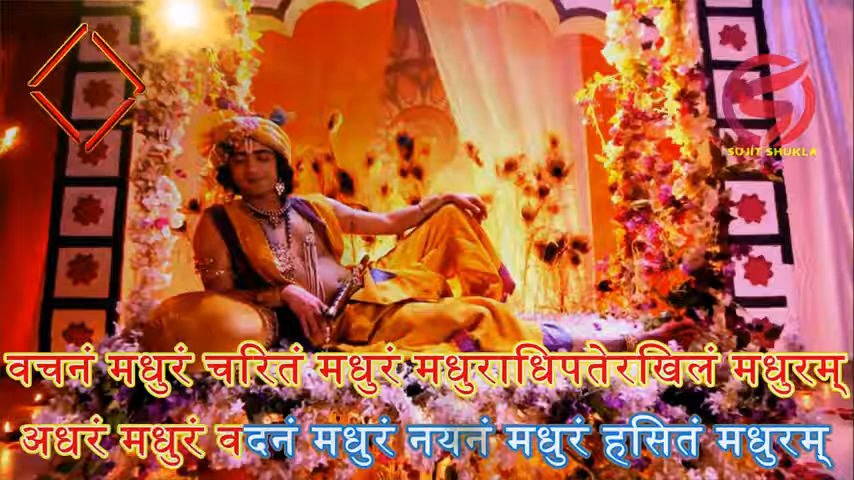 SUJIT SHUKLA
वचनं मधुरं चरितं मधुरं मधुराधिपतेरखिलं मधुरम्
अधरं मधुरं वदनं मधुरं नयनं मधुरं हसितं मधुरम्